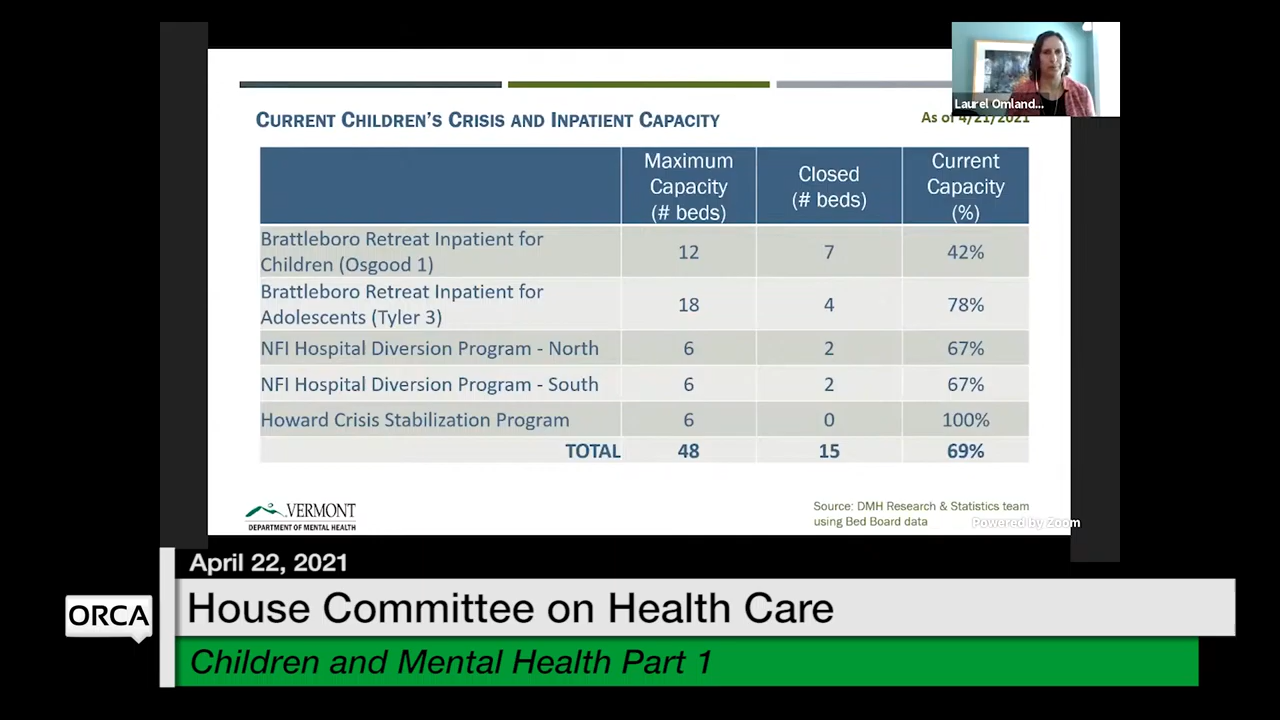 Laurel Omland...
CURRENT CHILDREN'S CRISIS AND INPATIENT CAPACITY
As of 4/21/2021
Maximum Capacity (# beds)
Closed (# beds)
Current Capacity (%)
Brattleboro Retreat Inpatient for
Children (Osgood 1)
12 7 42%
Brattleboro Retreat Inpatient for
Adolescents (Tyler 3)
18 4 78%
NFI Hospital Diversion Program - North 6 2 67%
NFI Hospital Diversion Program - South 6 2 67%
Howard Crisis Stabilization Program 6 0 100%
TOTAL 48 15 69%
VERMONT
DEPARTMENT OF MENTAL HEALTH
Source: DMH Research & Statistics team
using Bed Board data
Powered by Zoom
April 22, 2021
ORCA
House Committee on Health Care
Children and Mental Health Part 1